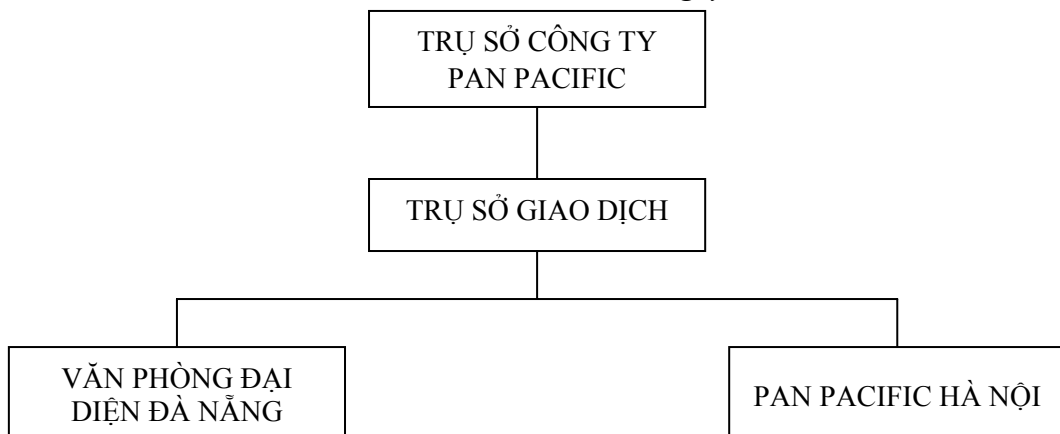 TRỤ SỞ CÔNG TY
PAN PACIFIC
TRỤ SỞ GIAO DỊCH
VĂN PHÒNG ĐẠI
DIỆN ĐÀ NẴNG
PAN PACIFIC HÀ NỘI